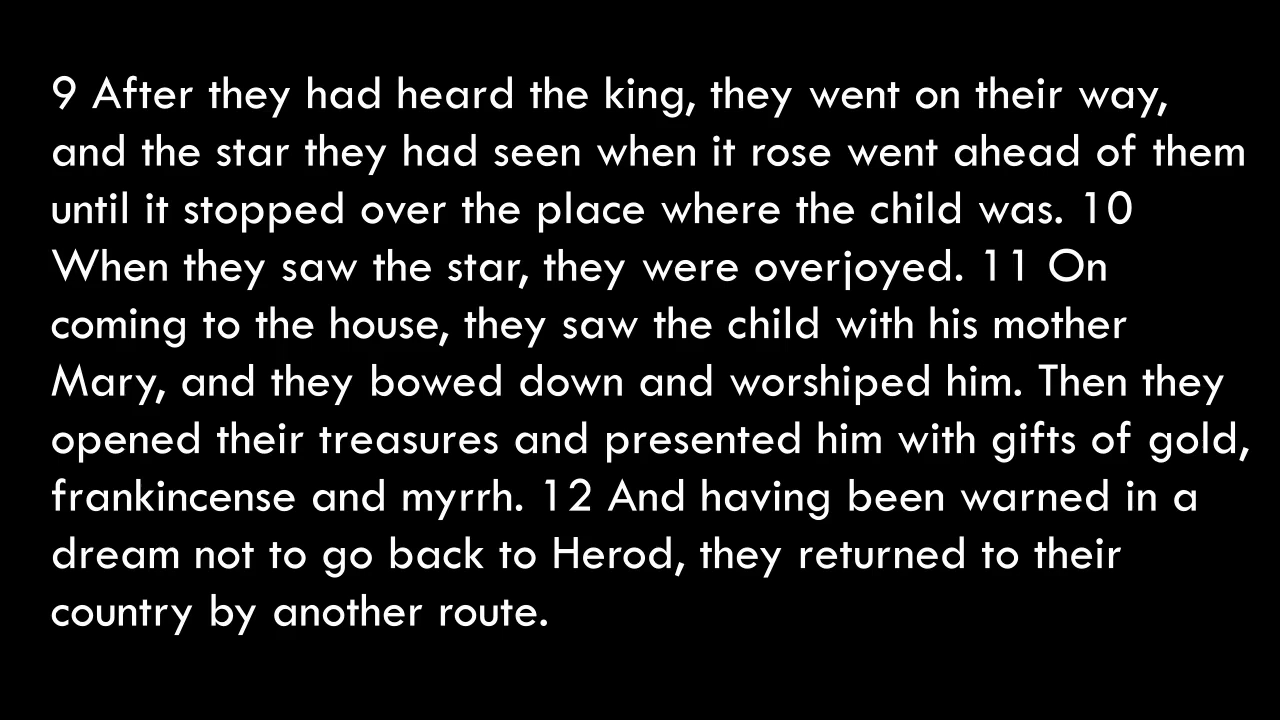 9 After they had heard the king, they went on their way,
and the star they had seen when it rose went ahead of them
until it stopped over the place where the child was. 10
When they saw the star, they were overjoyed. 11 On
coming to the house, they saw the child with his mother
Mary, and they bowed down and worshiped him. Then they
opened their treasures and presented him with gifts of gold,
frankincense and myrrh. 12 And having been warned in a
dream not to go back to Herod, they returned to their
country by another route.